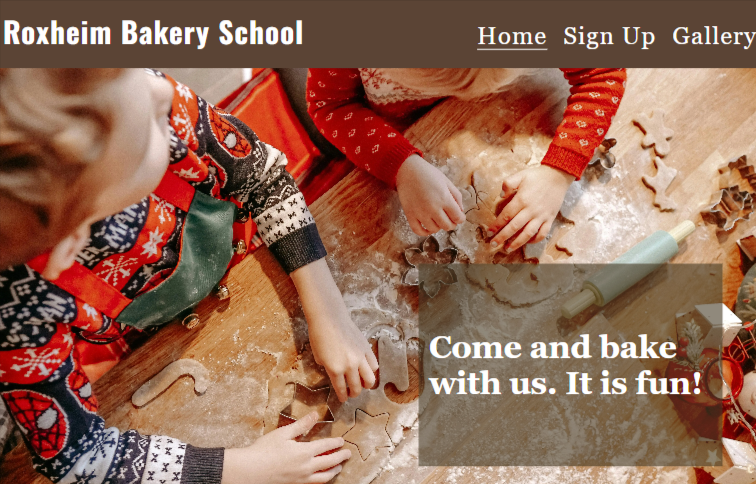 Roxheim Bakery School
Home Sign Up Gallery
Come and bake
with us. It is fun!